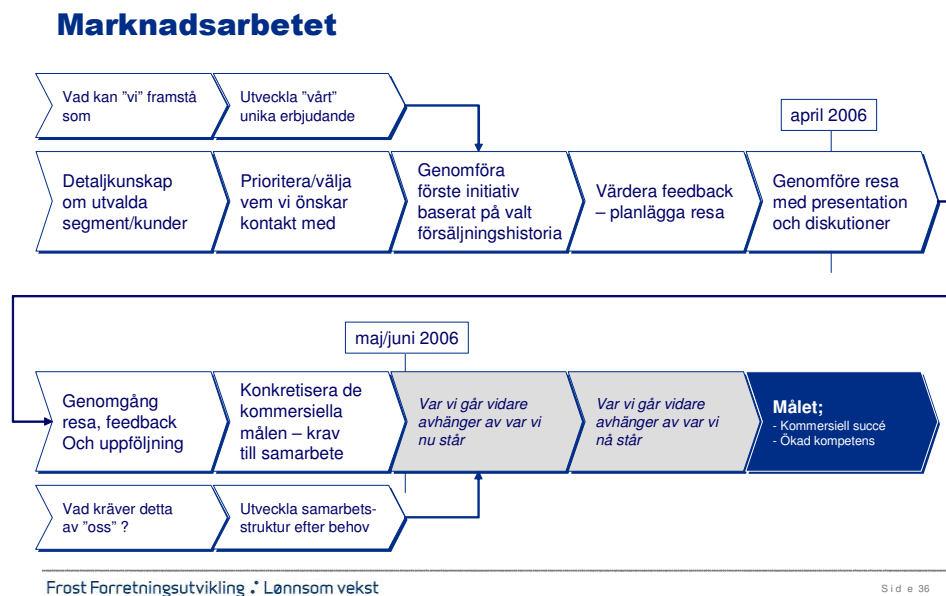 Marknadsarbetet
Vad kan ”vi” framstå
som
Utveckla ”vårt”
unika erbjudande
april 2006
Detaljkunskap
om utvalda
segment/kunder
Prioritera/välja
vem vi önskar
kontakt med
Genomföra
förste initiativ
baserat på valt
försäljningshistoria
Värdera feedback
– planlägga resa
Genomföre resa
med presentation
och diskutioner
maj/juni 2006
Genomgång
resa, feedback
Och uppföljning
Konkretisera de
kommersiella
målen – krav
till samarbete
Var vi går vidare
avhänger av var vi
nu står
Var vi går vidare
avhänger av var vi
nå står
Målet;
- Kommersiell succé
- Ökad kompetens
Vad kräver detta
av ”oss” ?
Utveckla samarbets-
struktur efter behov
Frost Forretningsutvikling Lønnsom vekst
Side 36